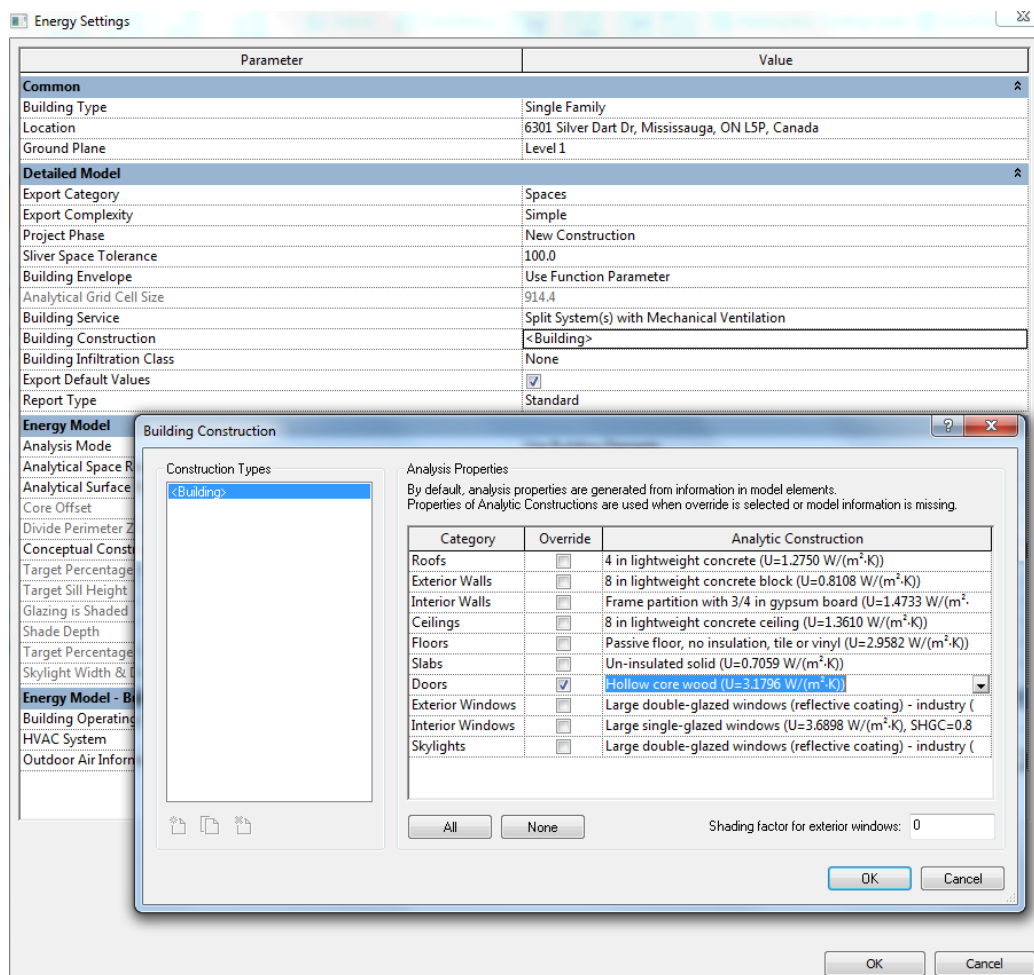 Energy Settings
Parameter Value
Common
Building Type Single Family
Location 6301 Silver Dart Dr, Mississauga, ON L5P, Canada
Ground Plane Level 1
Detailed Model
Export Category Spaces
Export Complexity Simple
Project Phase New Construction
Sliver Space Tolerance 100.0
Building Envelope Use Function Parameter
Analytical Grid Cell Size 914.4
Building Service Split System(s) with Mechanical Ventilation
Building Construction <Building>
Building Infiltration Class None
Export Default Values
Report Type Standard
Energy Model
Analysis Mode
Analytical Space R
Analytical Surface
Core Offset
Divide Perimeter Z
Conceptual Constr
Target Percentage
Target Sill Height
Glazing is Shaded
Shade Depth
Target Percentage
Skylight Width & D
Energy Model - Bu
Building Operating
HVAC System
Outdoor Air Inform
Building Construction
Construction Types
<Building>
Analysis Properties
By default, analysis properties are generated from information in model elements.
Properties of Analytic Constructions are used when override is selected or model information is missing.
Category Override Analytic Construction
Roofs 4 in lightweight concrete (U=1.2750 W/(m²·K))
Exterior Walls 8 in lightweight concrete block (U=0.8108 W/(m²·K))
Interior Walls Frame partition with 3/4 in gypsum board (U=1.4733 W/(m²·
Ceilings 8 in lightweight concrete ceiling (U=1.3610 W/(m²·K))
Floors Passive floor, no insulation, tile or vinyl (U=2.9582 W/(m²·K))
Slabs Un-insulated solid (U=0.7059 W/(m²·K))
Doors Hollow core wood (U=3.1796 W/(m²·K))
Exterior Windows Large double-glazed windows (reflective coating) - industry (
Interior Windows Large single-glazed windows (U=3.6898 W/(m²·K), SHGC=0.8
Skylights Large double-glazed windows (reflective coating) - industry (
All None Shading factor for exterior windows: 0
OK Cancel
OK Cancel